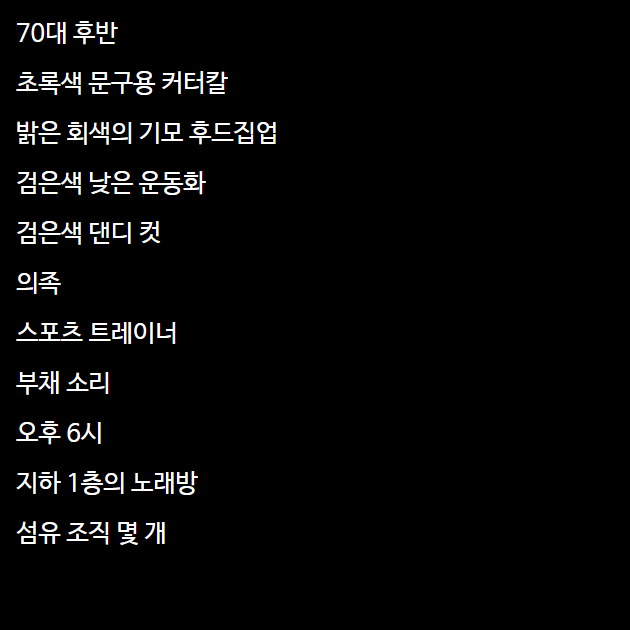 70대 후반
초록색 문구용 커터칼
밝은 회색의 기모 후드집업
검은색 낮은 운동화
검은색 댄디 컷
의족
스포츠 트레이너
부채 소리
오후 6시
지하 1층의 노래방
섬유 조직 몇 개